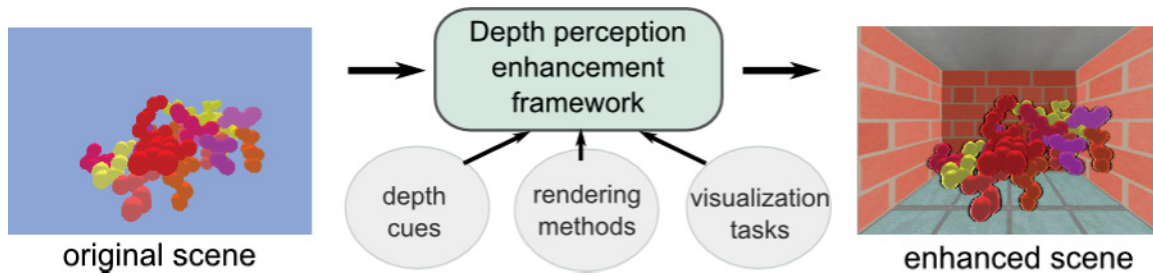 Depth perception
enhancement
framework
depth
cues
rendering
methods
visualization
tasks
original scene
enhanced scene